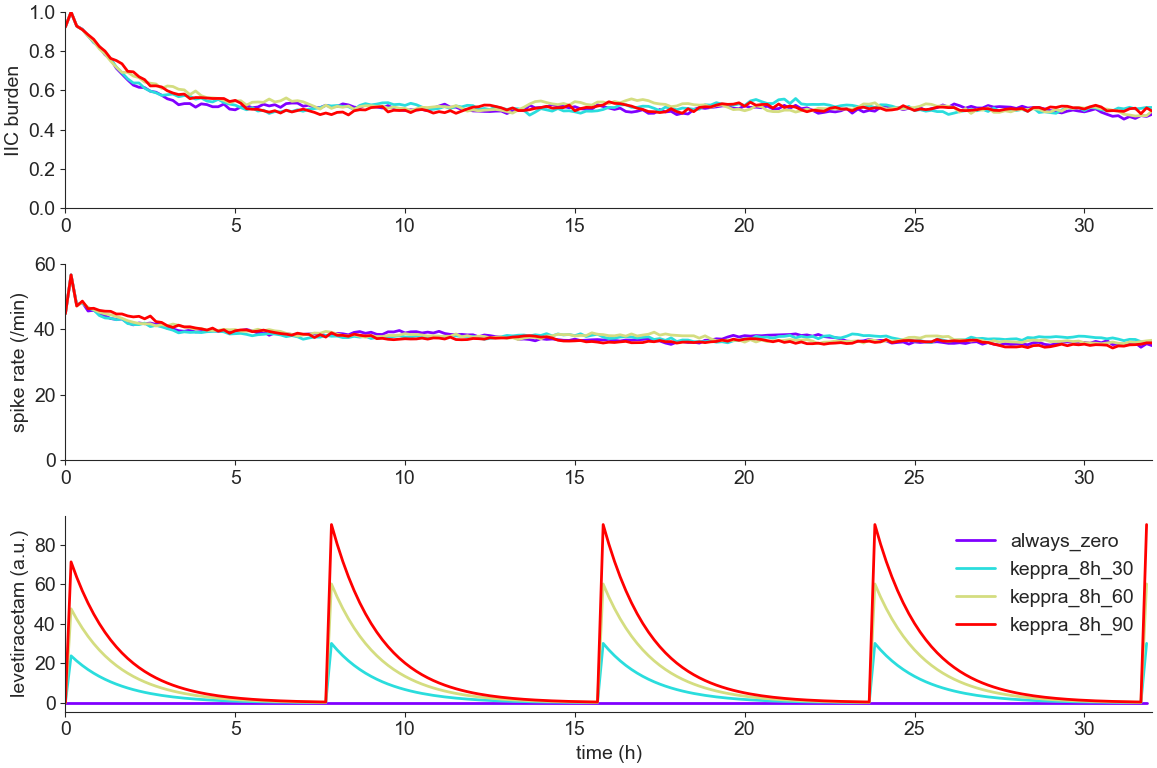 IIC burden
1.0
0.8
0.6
0.4
0.2
0.0
0 5 10 15 20 25 30
spike rate (/min)
60
40
20
0
0 5 10 15 20 25 30
levetiracetam (a.u.)
80
60
40
20
0
always_zero
keppra_8h_30
keppra_8h_60
keppra_8h_90
0 5 10 15 20 25 30
time (h)